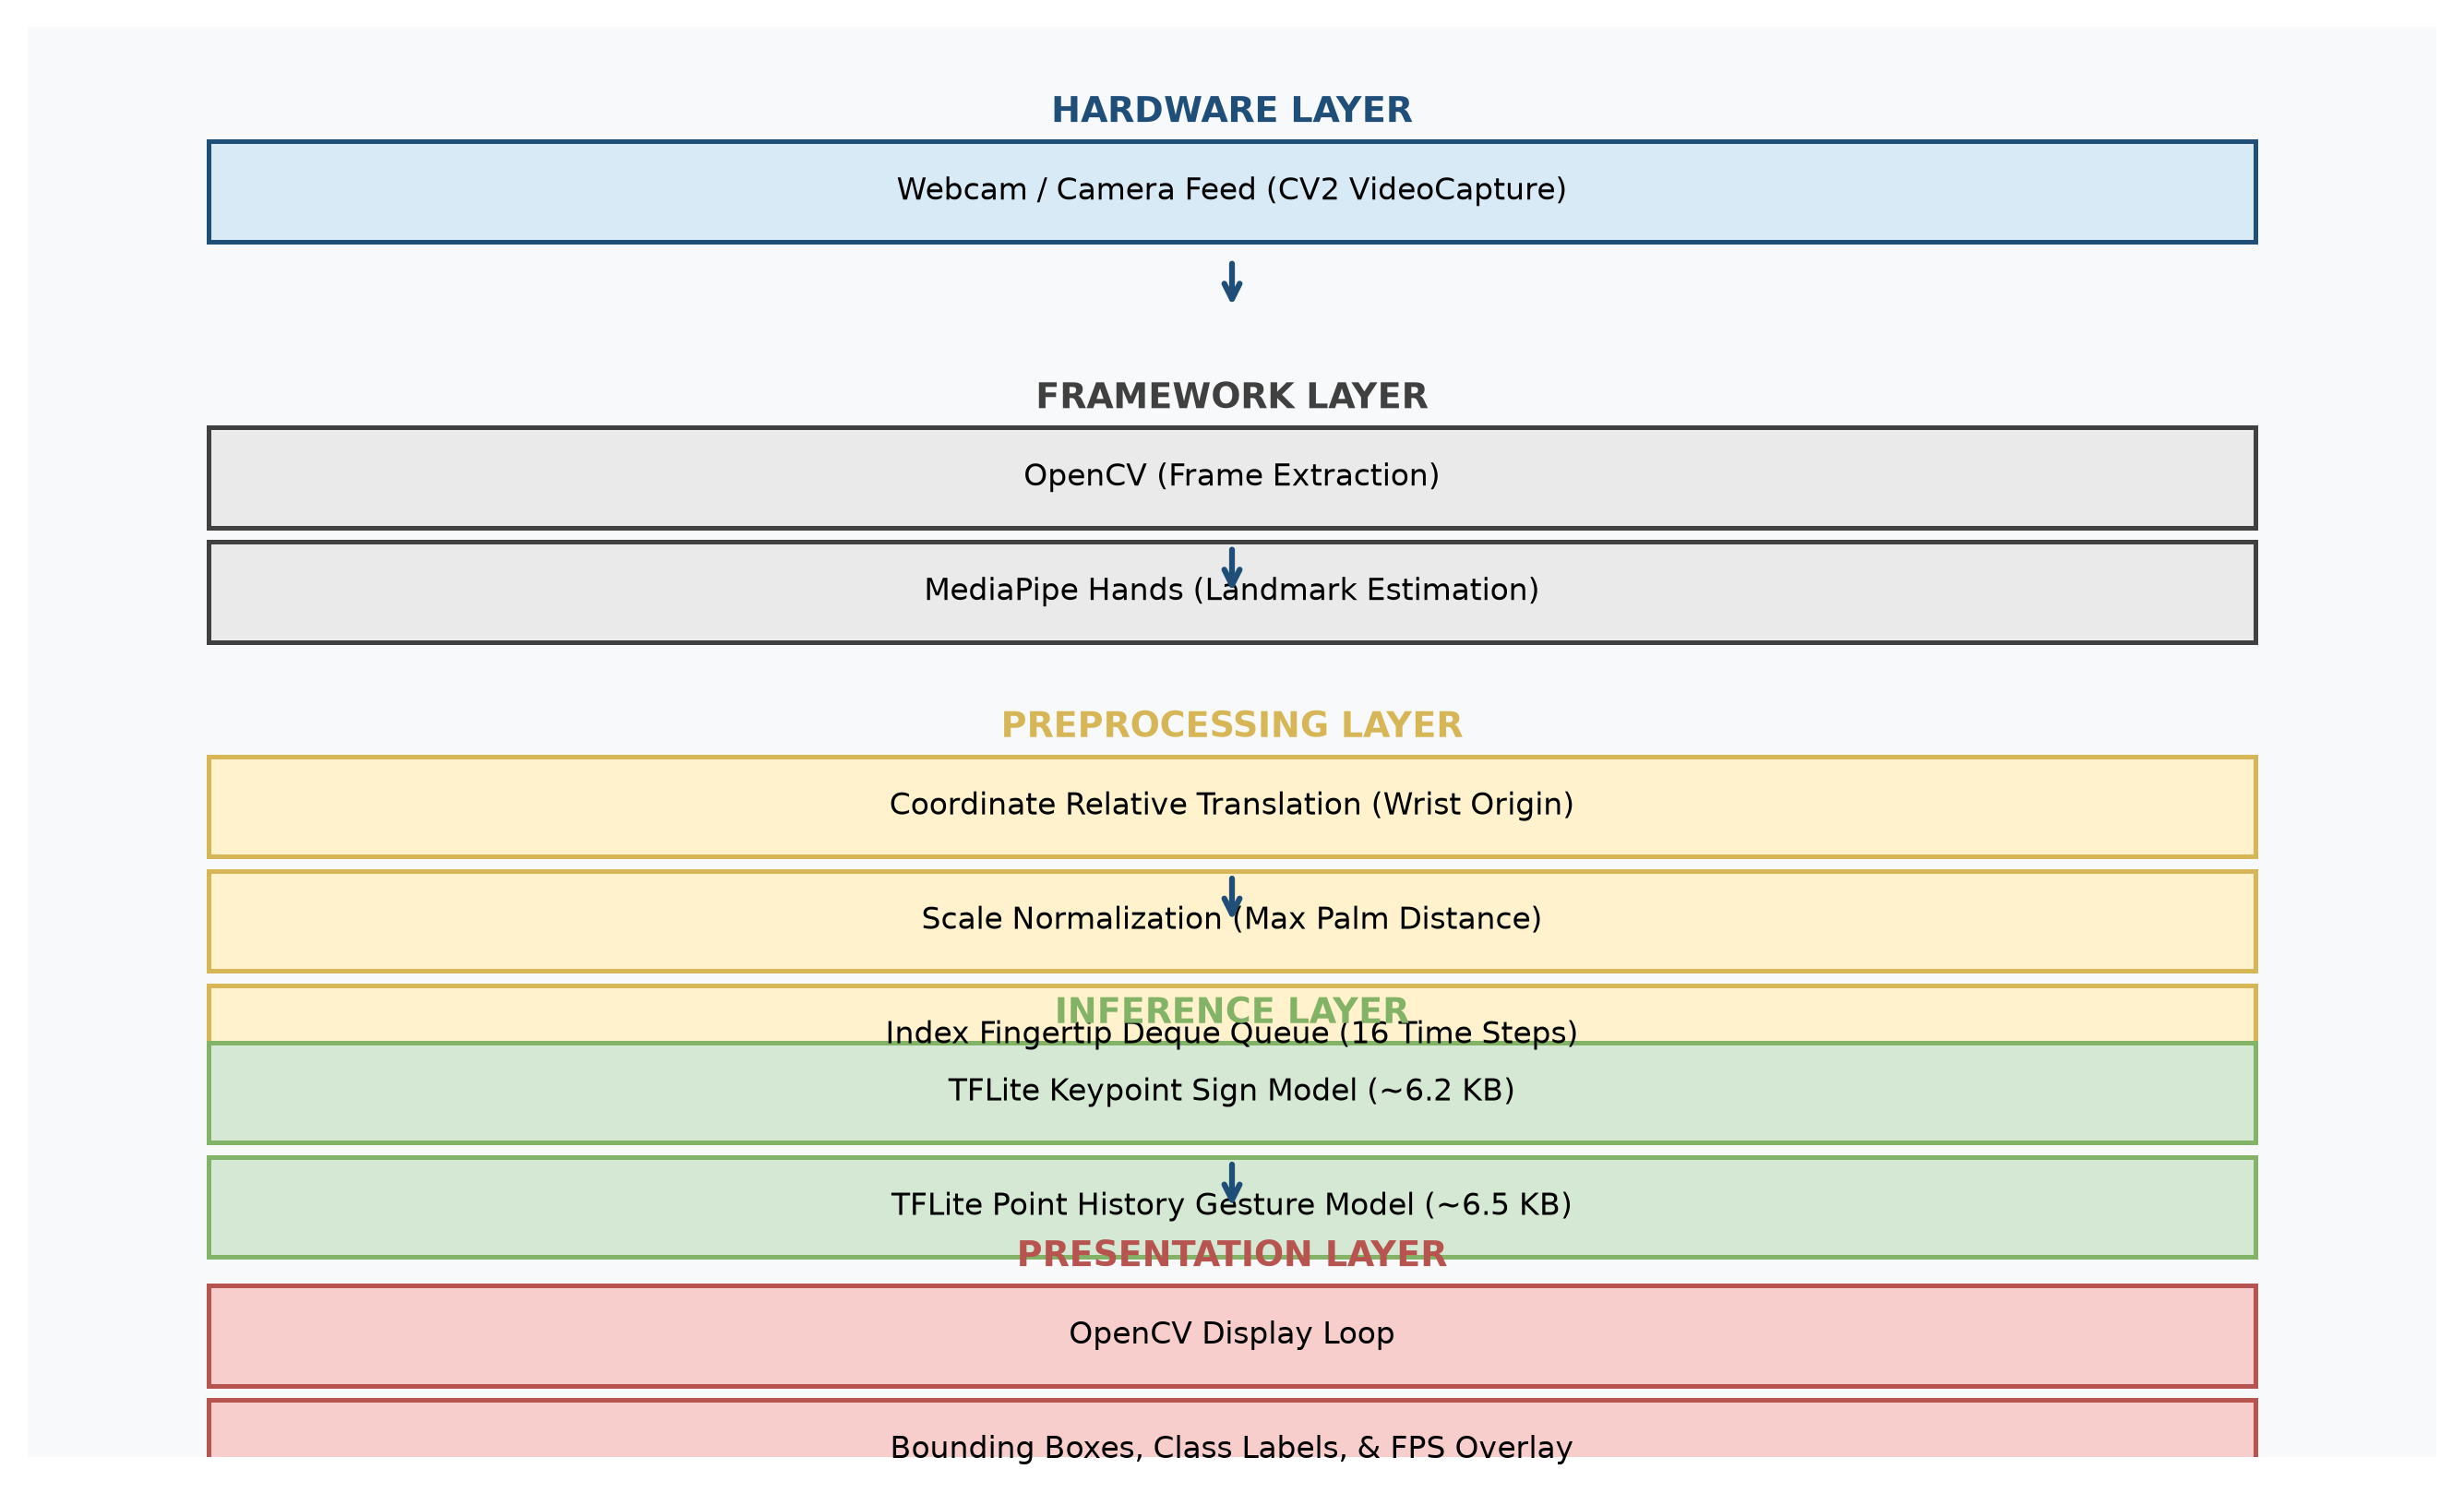 HARDWARE LAYER
Webcam / Camera Feed (CV2 VideoCapture)
FRAMEWORK LAYER
OpenCV (Frame Extraction)
MediaPipe Hands (Landmark Estimation)
PREPROCESSING LAYER
Coordinate Relative Translation (Wrist Origin)
Scale Normalization (Max Palm Distance)
INFERENCE LAYER
Index Fingertip Deque Queue (16 Time Steps)
TFLite Keypoint Sign Model (~6.2 KB)
TFLite Point History Gesture Model (~6.5 KB)
PRESENTATION LAYER
OpenCV Display Loop
Bounding Boxes, Class Labels, & FPS Overlay